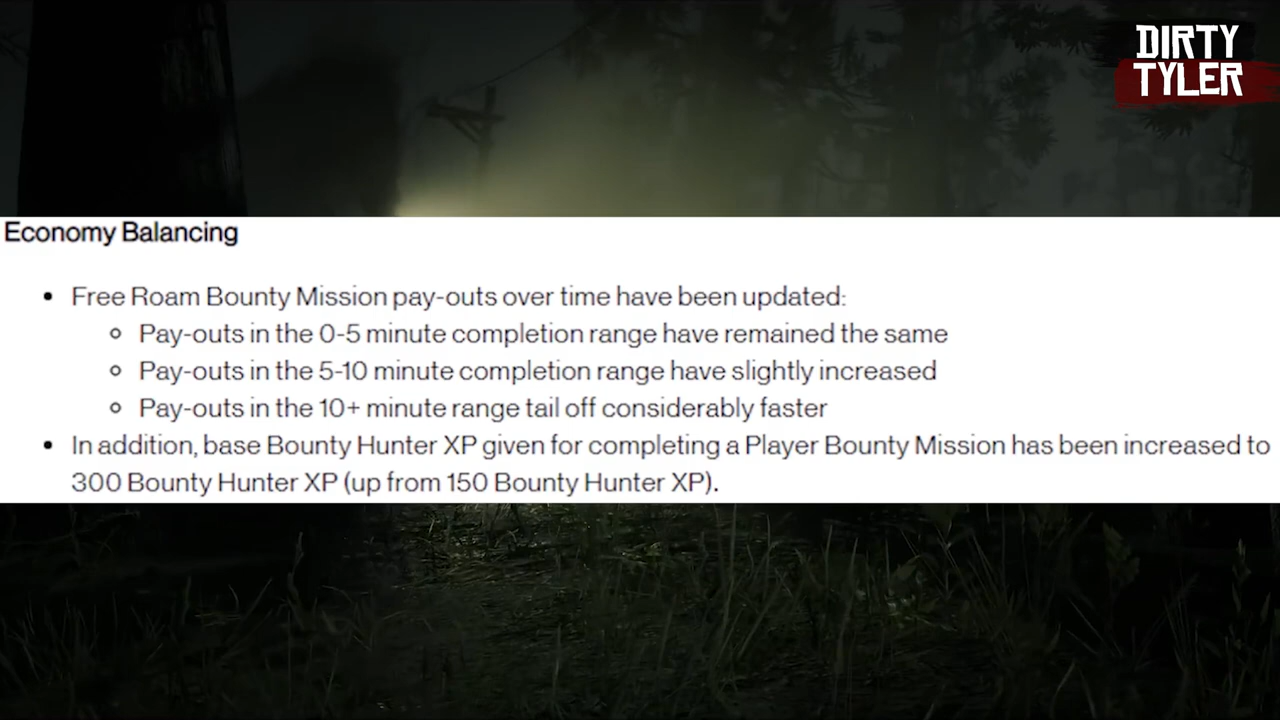 DIRTY
TYLER
Economy Balancing
• Free Roam Bounty Mission pay-outs over time have been updated:
○ Pay-outs in the 0-5 minute completion range have remained the same
○ Pay-outs in the 5-10 minute completion range have slightly increased
○ Pay-outs in the 10+ minute range tail off considerably faster
• In addition, base Bounty Hunter XP given for completing a Player Bounty Mission has been increased to
300 Bounty Hunter XP (up from 150 Bounty Hunter XP).